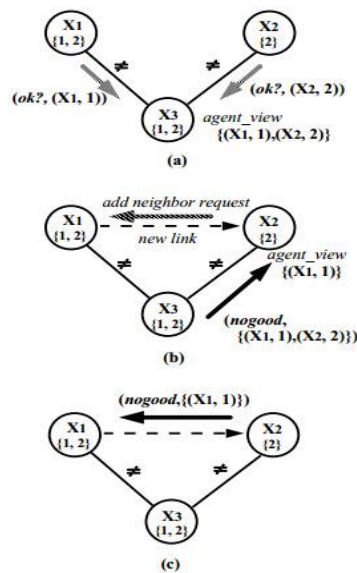 X1
{1, 2}
X2
{2}
≠
≠
(ok?, (X1, 1))
(ok?, (X2, 2))
X3
{1, 2}
agent_view
{(X1, 1),(X2, 2)}
(a)
add neighbor request
X1
{1, 2}
X2
{2}
new link
agent_view
{(X1, 1)}
≠
≠
X3
{1, 2}
(nogood,
{(X1, 1),(X2, 2)})
(b)
(nogood,{(X1, 1)})
X1
{1, 2}
X2
{2}
≠
≠
X3
{1, 2}
(c)